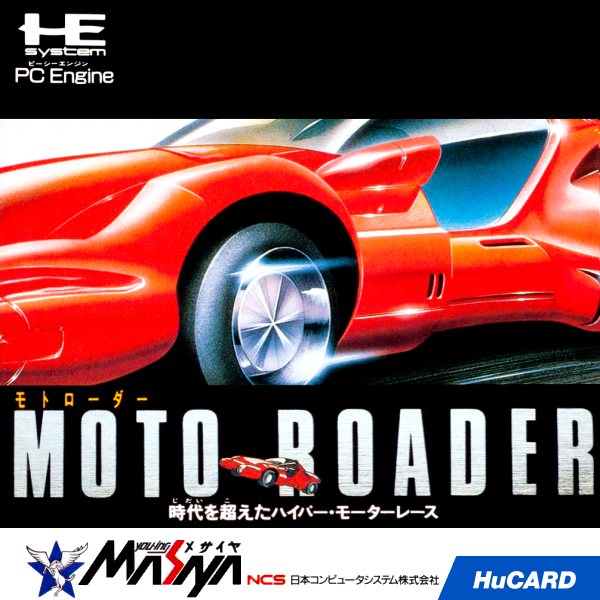 HE
system
ピーシーエンジン
PC Engine
モトローダー
MOTO ROADER
じだい こ
時代を超えたハイパー・モーターレース
you-ing メサイヤ
MASAYA
NCS 日本コンピュータシステム株式会社
HuCARD